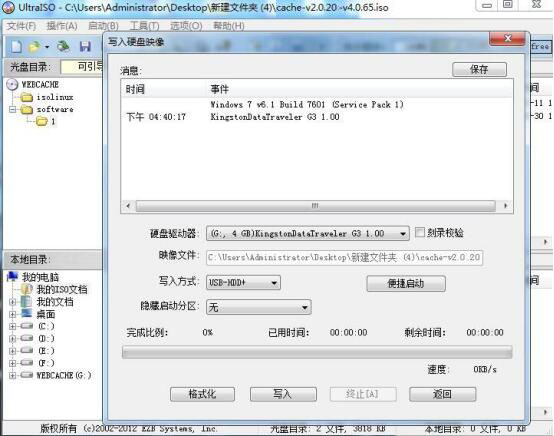 UltraISO - C:\Users\Administrator\Desktop\新建文件夹 (4)\cache-v2.0.20 -v4.0.65.iso
文件(F) 操作(A) 启动(B) 工具(T) 选项(O) 帮助(H)
free
光盘目录: 可引导
WEBCACHE
isolinux
software
1
本地目录:
我的电脑
我的ISO文档
我的文档
桌面
(C:)
(D:)
(E:)
(F:)
WEBCACHE(G:)
写入硬盘映像
消息:
保存
时间 事件
Windows 7 v6.1 Build 7601 (Service Pack 1)
下午 04:40:17 KingstonDataTraveler G3 1.00
硬盘驱动器: (G:, 4 GB)KingstonDataTraveler G3 1.00 刻录校验
映像文件: C:\Users\Administrator\Desktop\新建文件夹 (4)\cache-v2.0.20
写入方式: USB-HDD+ 便捷启动
隐藏启动分区: 无
完成比例: 0% 已用时间: 00:00:00 剩余时间: 00:00:00
速度: 0KB/s
格式化 写入 终止[A] 返回
间
-11 1
-30 1
间
版权所有 (c)2002-2012 EZB Systems, Inc. 光盘目录: 2 文件, 3818 KB 本地目录: 0 文件, 0 KB